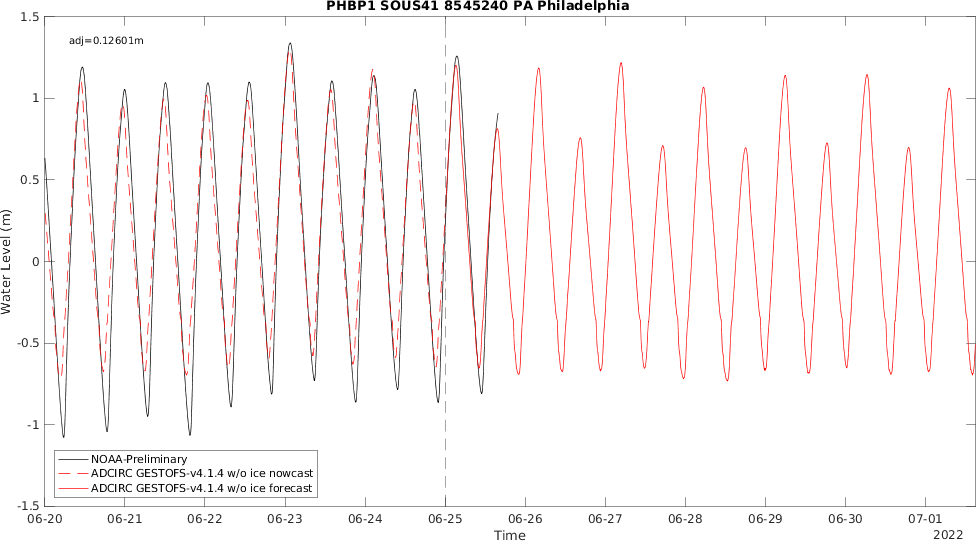 PHBP1 SOUS41 8545240 PA Philadelphia
adj=0.12601m
Water Level (m)
1.5
1
0.5
0
-0.5
-1
-1.5
NOAA-Preliminary
ADCIRC GESTOFS-v4.1.4 w/o ice nowcast
ADCIRC GESTOFS-v4.1.4 w/o ice forecast
06-20 06-21 06-22 06-23 06-24 06-25 06-26 06-27 06-28 06-29 06-30 07-01
Time
2022